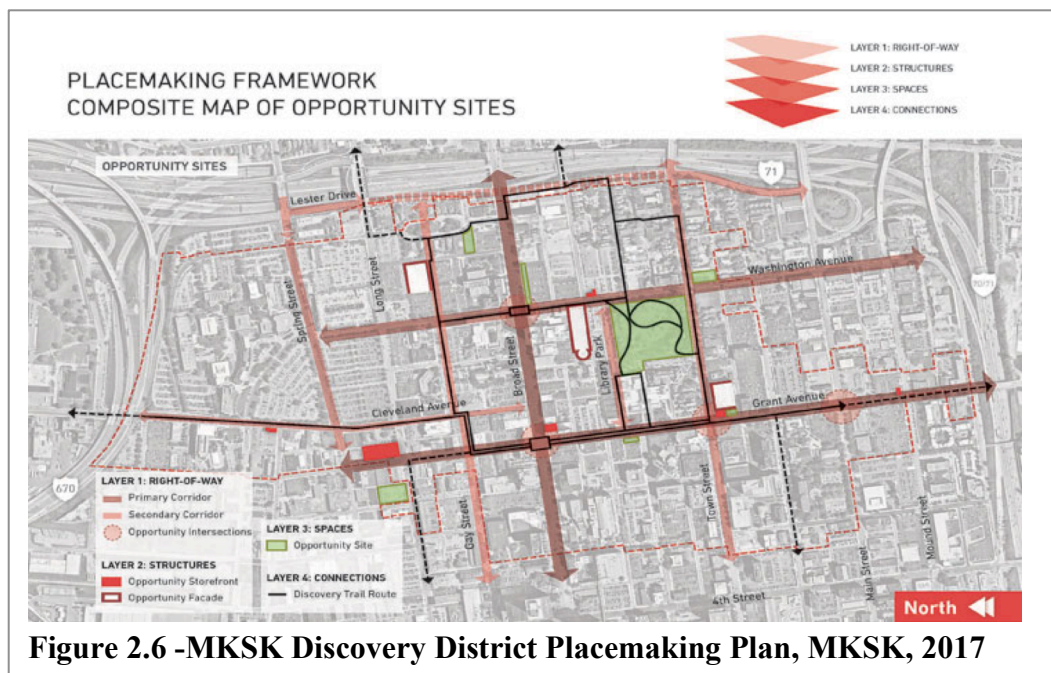 PLACEMAKING FRAMEWORK
COMPOSITE MAP OF OPPORTUNITY SITES
LAYER 1: RIGHT-OF-WAY
LAYER 2: STRUCTURES
LAYER 3: SPACES
LAYER 4: CONNECTIONS
OPPORTUNITY SITES
71
Lester Drive
Washington Avenue
70/71
Spring Street
Long Street
Broad Street
Library Park
Cleveland Avenue
Grant Avenue
670
Gay Street
Town Street
Main Street
Mound Street
4th Street
LAYER 1: RIGHT-OF-WAY
Primary Corridor
Secondary Corridor
Opportunity Intersections
LAYER 2: STRUCTURES
Opportunity Storefront
Opportunity Facade
LAYER 3: SPACES
Opportunity Site
LAYER 4: CONNECTIONS
Discovery Trail Route
North
Figure 2.6 -MKSK Discovery District Placemaking Plan, MKSK, 2017